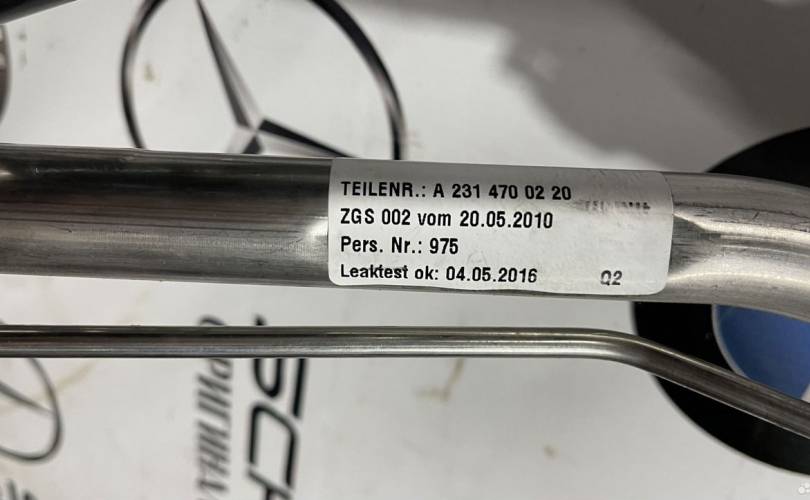 TEILENR.: A 231 470 02 20
ZGS 002 vom 20.05.2010
Pers. Nr.: 975
Leaktest ok: 04.05.2016 Q2